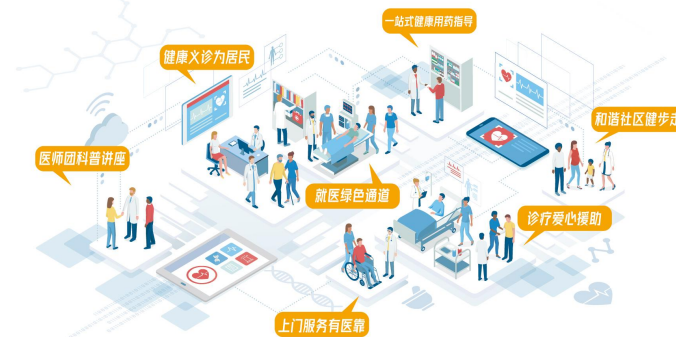 一站式健康用药指导
健康义诊为居民
和谐社区健步走
医师团科普讲座
就医绿色通道
诊疗爱心援助
上门服务有医靠